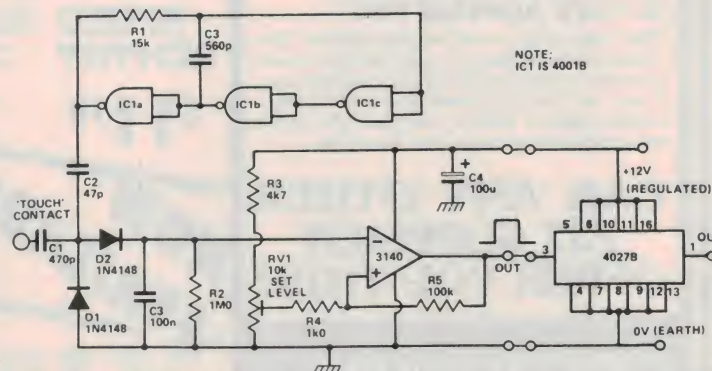 R1
15k
C3
560p
NOTE:
IC1 IS 4001B
IC1a
IC1b
IC1c
C2
47p
R3
4k7
+
C4
100u
+12V
(REGULATED)
'TOUCH'
CONTACT
C1
470p
D2
1N4148
RV1
10k
SET
LEVEL
3140
−
+
OUT
5
6
10
11
16
3
4027B
1
D1
1N4148
C3
100n
R2
1M0
R4
1k0
R5
100k
4
7
8
9
12
13
0V (EARTH)